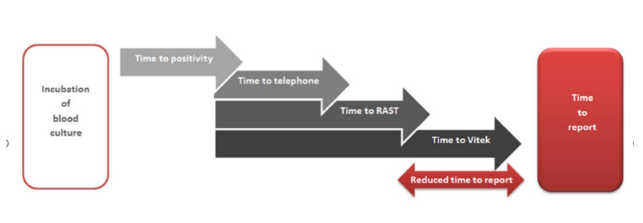 Incubation
of
blood
culture
Time to positivity
Time to telephone
Time to RAST
Time to Vitek
Reduced time to report
Time
to
report